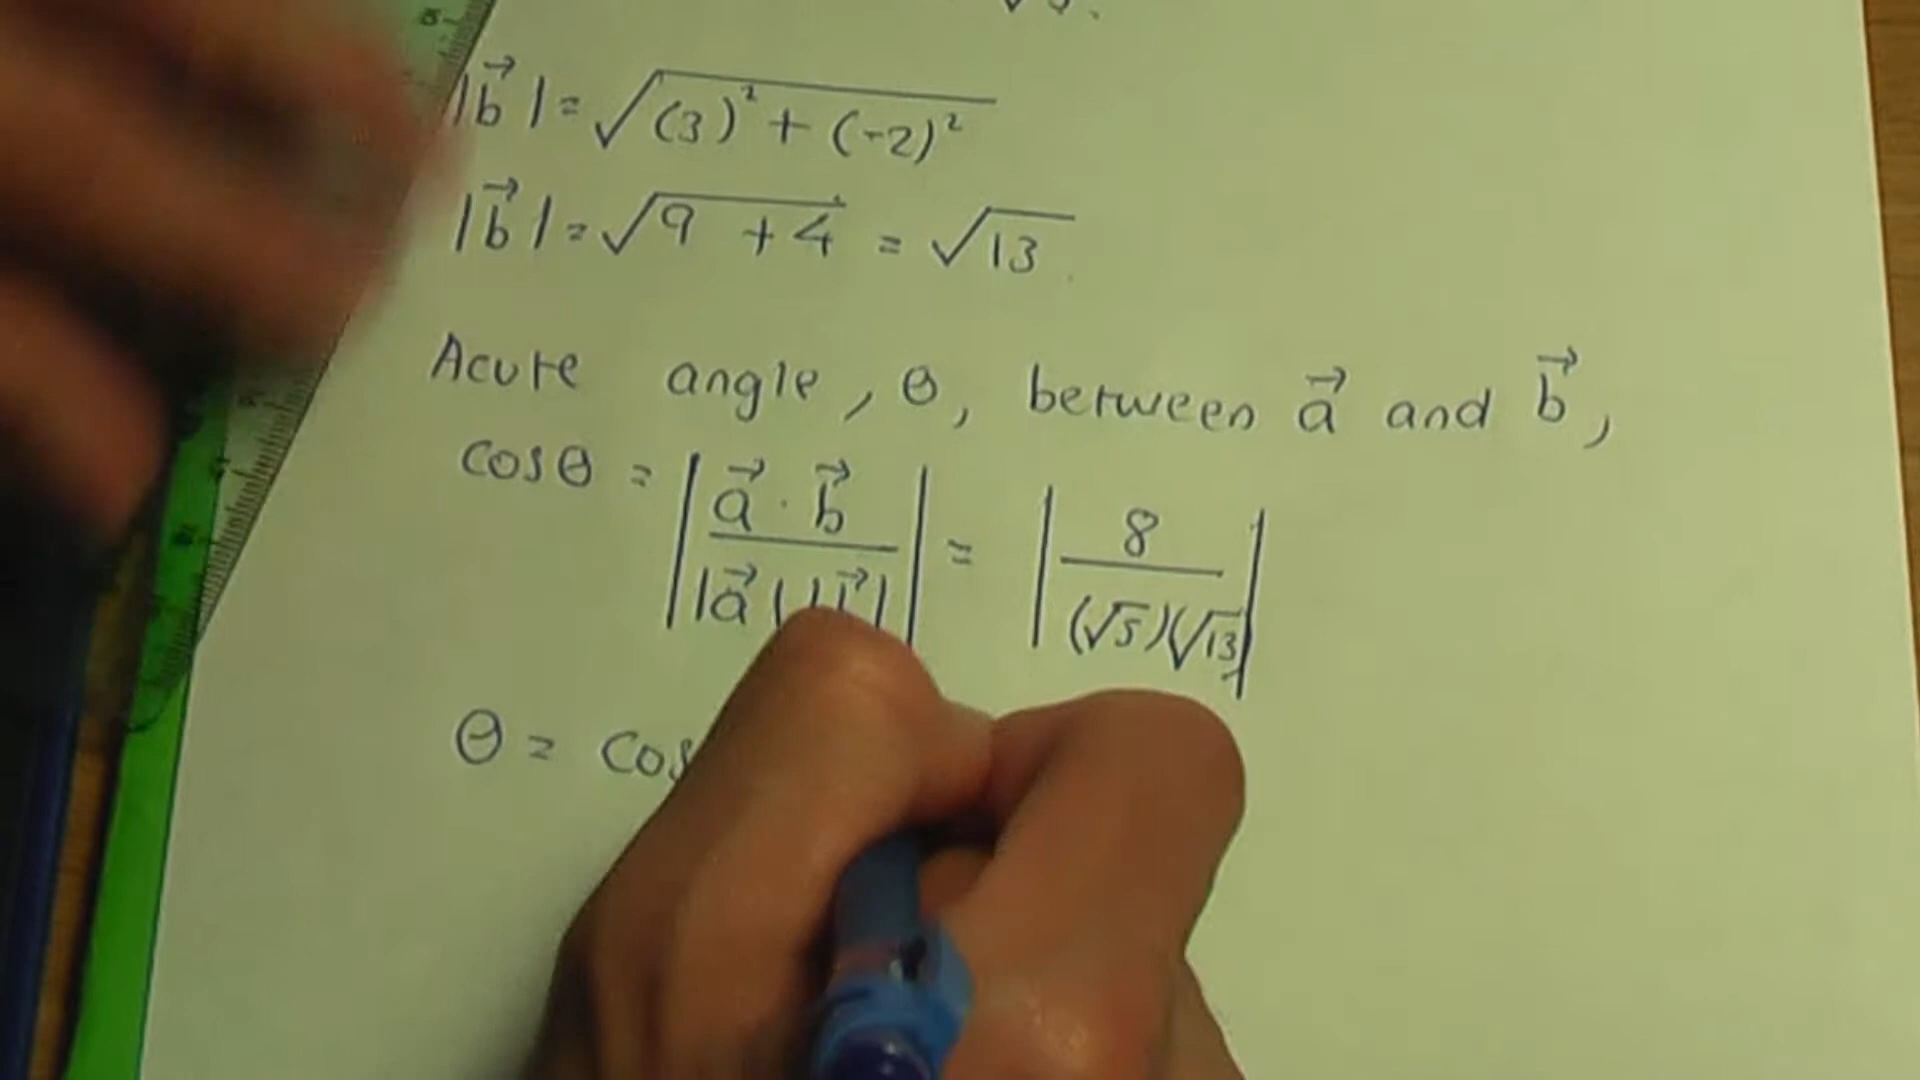 |b⃗| = √(3)² + (-2)²
|b⃗| = √9 + 4 = √13
Acute angle, θ, between a⃗ and b⃗,
cosθ = | a⃗ · b⃗ / |a⃗| |b⃗| | = | 8 / (√5)(√13) |
θ = cos